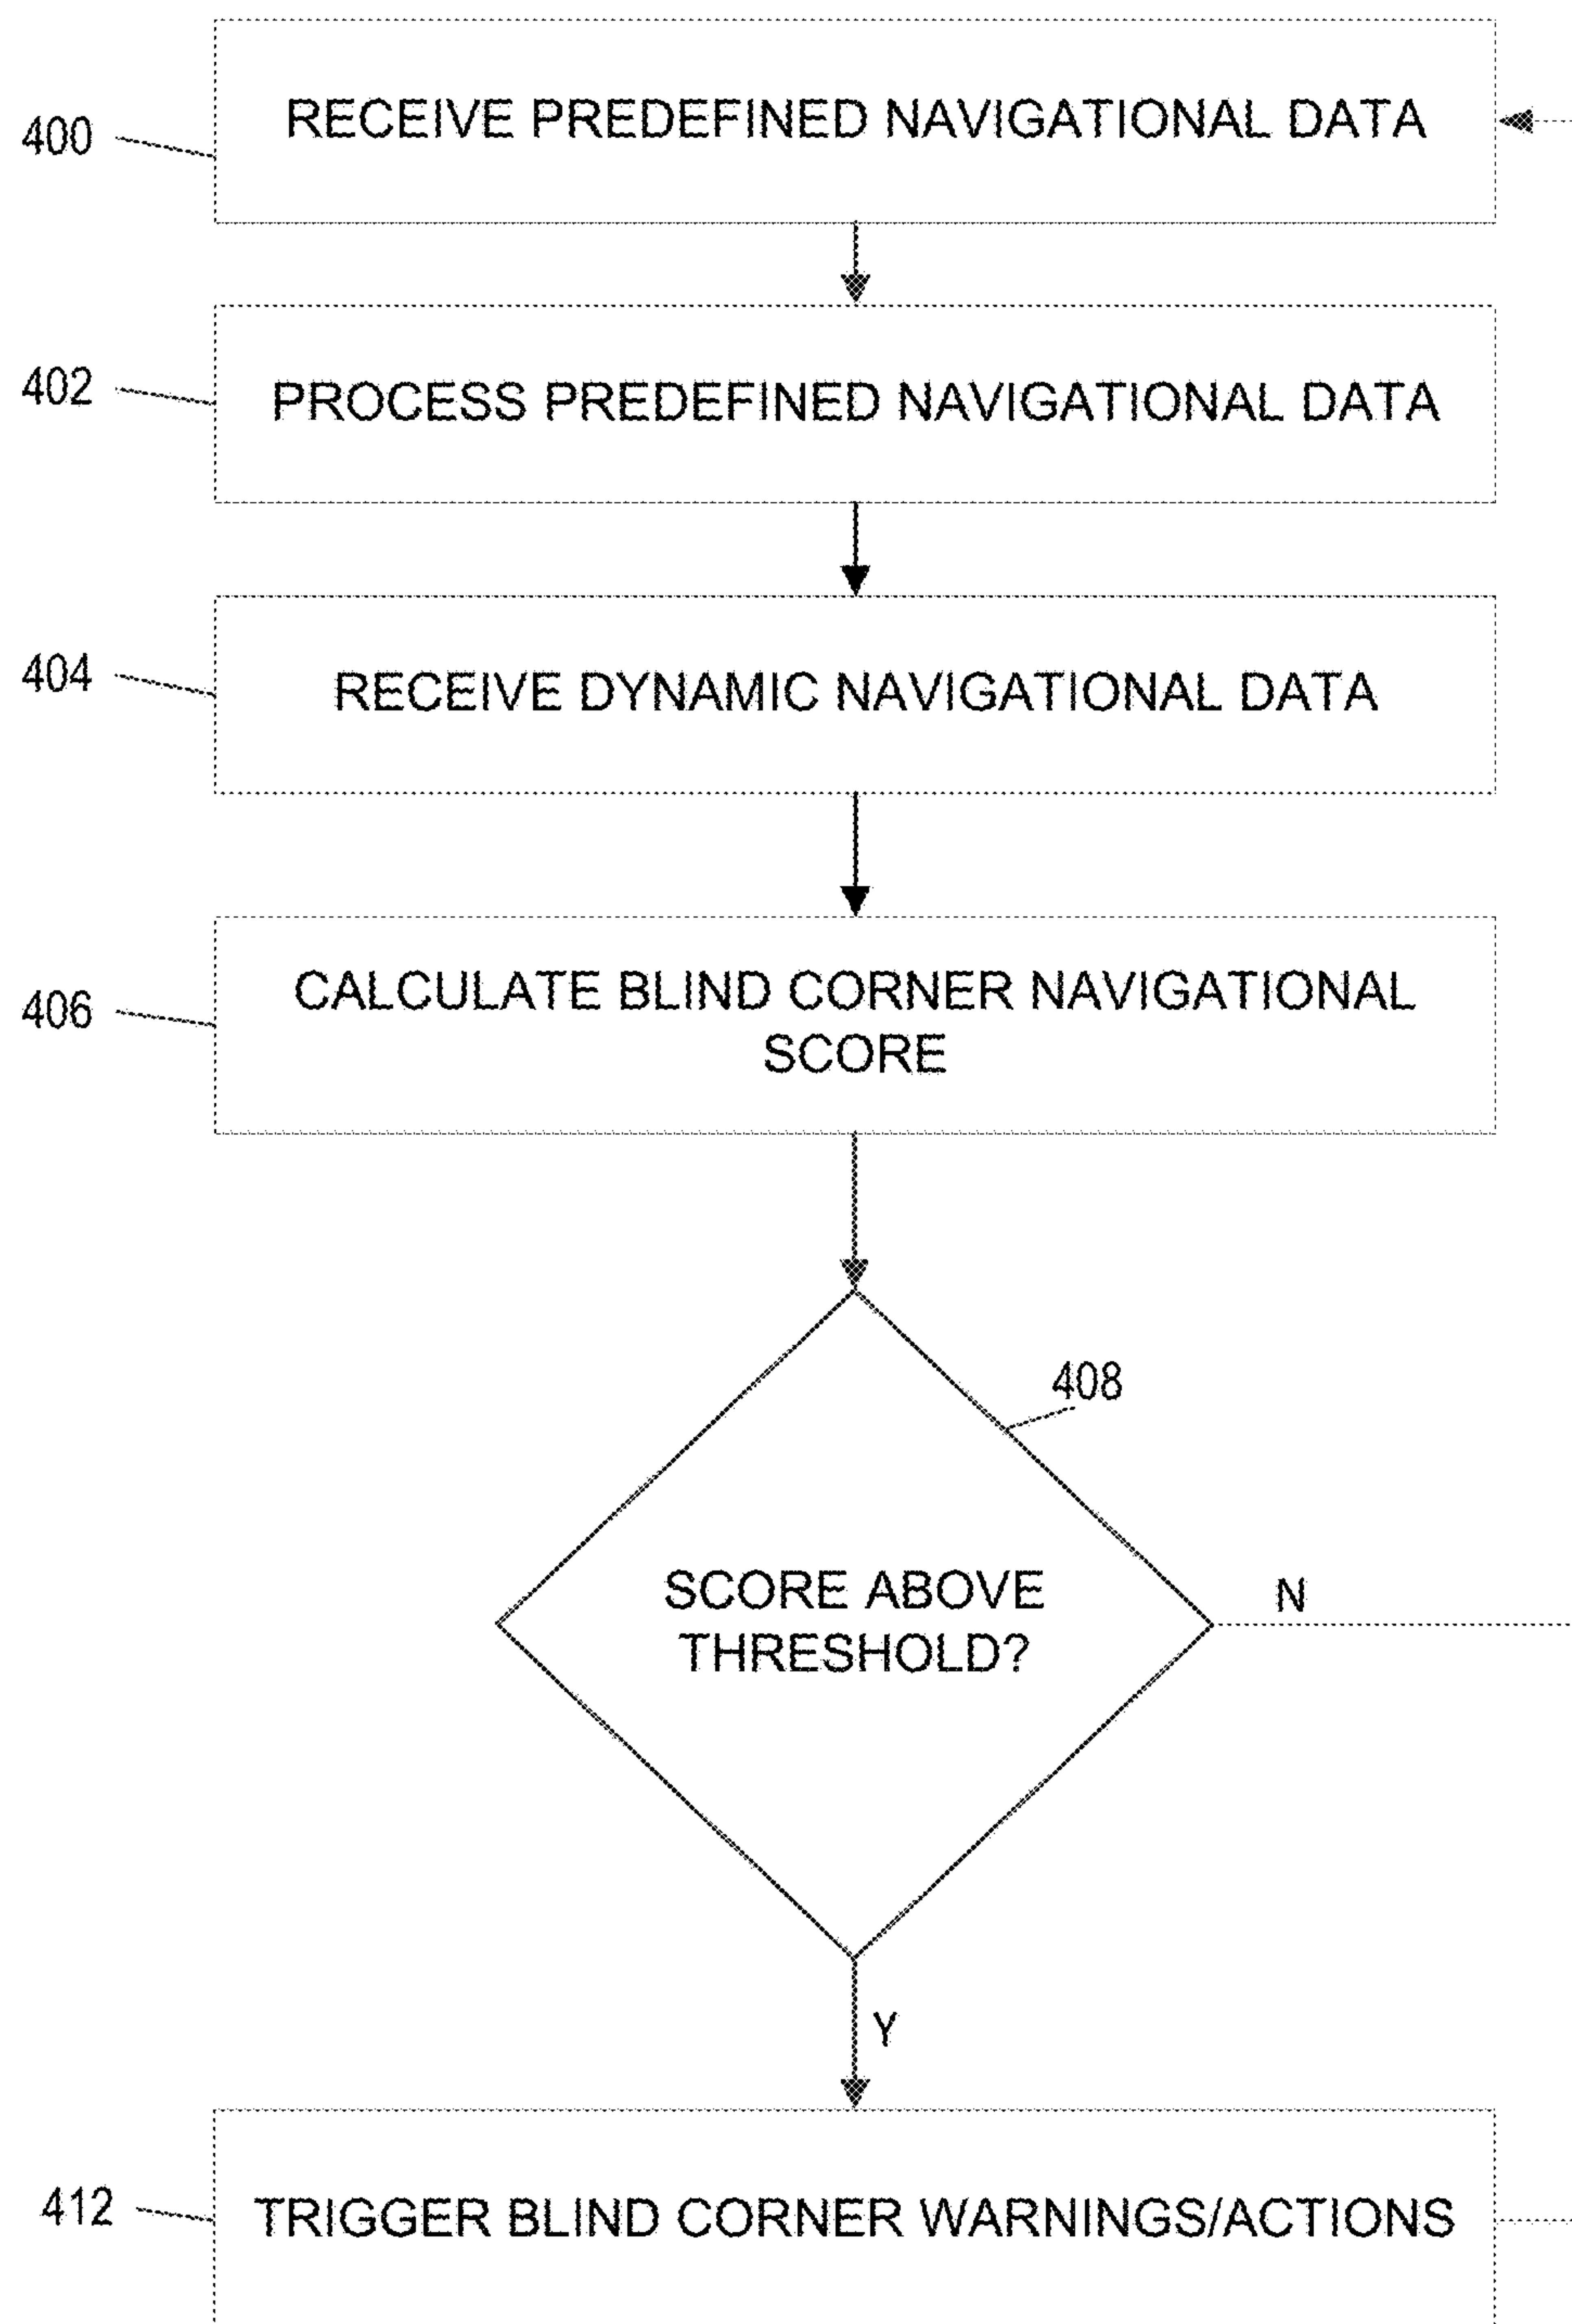 400
RECEIVE PREDEFINED NAVIGATIONAL DATA
402
PROCESS PREDEFINED NAVIGATIONAL DATA
404
RECEIVE DYNAMIC NAVIGATIONAL DATA
406
CALCULATE BLIND CORNER NAVIGATIONAL
SCORE
408
SCORE ABOVE
THRESHOLD?
N
Y
412
TRIGGER BLIND CORNER WARNINGS/ACTIONS